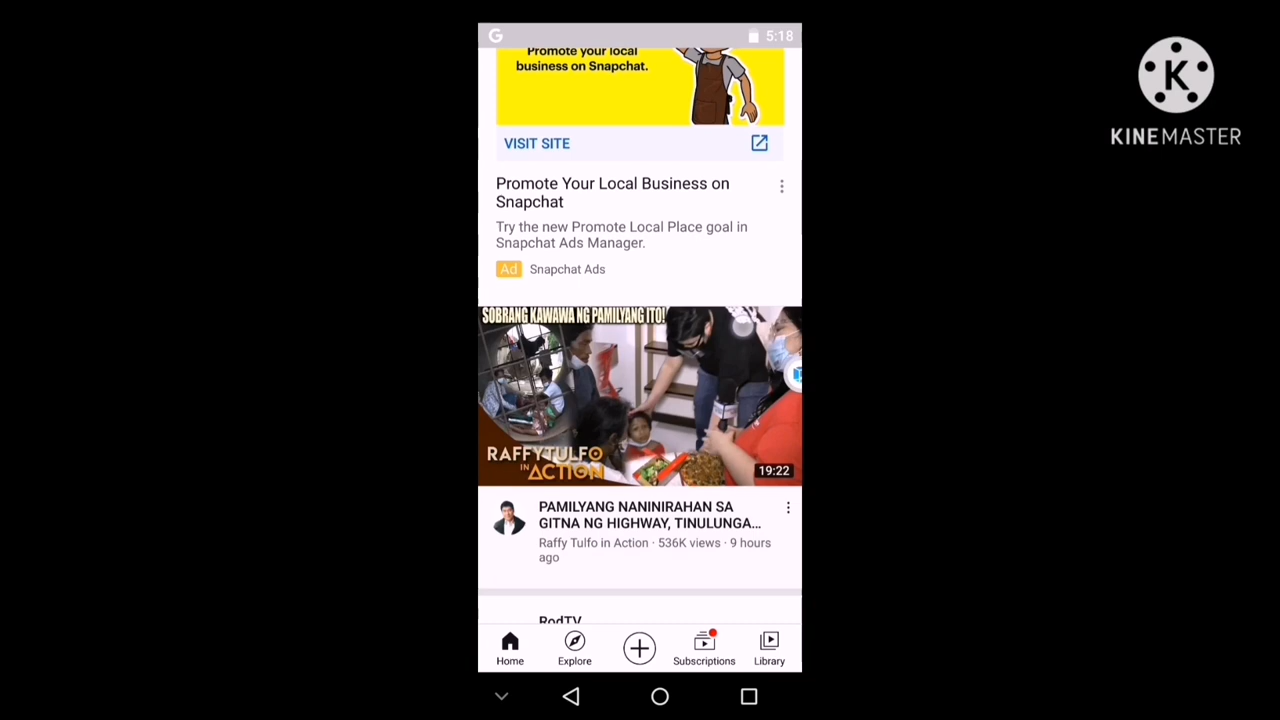 G
5:18
Promote your local
business on Snapchat.
VISIT SITE
Promote Your Local Business on
Snapchat
Try the new Promote Local Place goal in
Snapchat Ads Manager.
Ad Snapchat Ads
SOBRANG KAWAWA NG PAMILYANG ITO!
RAFFY TULFO
IN ACTION
19:22
PAMILYANG NANINIRAHAN SA
GITNA NG HIGHWAY, TINULUNGA...
Raffy Tulfo in Action · 536K views · 9 hours
ago
RodTV
Home Explore Subscriptions Library
K
KINEMASTER